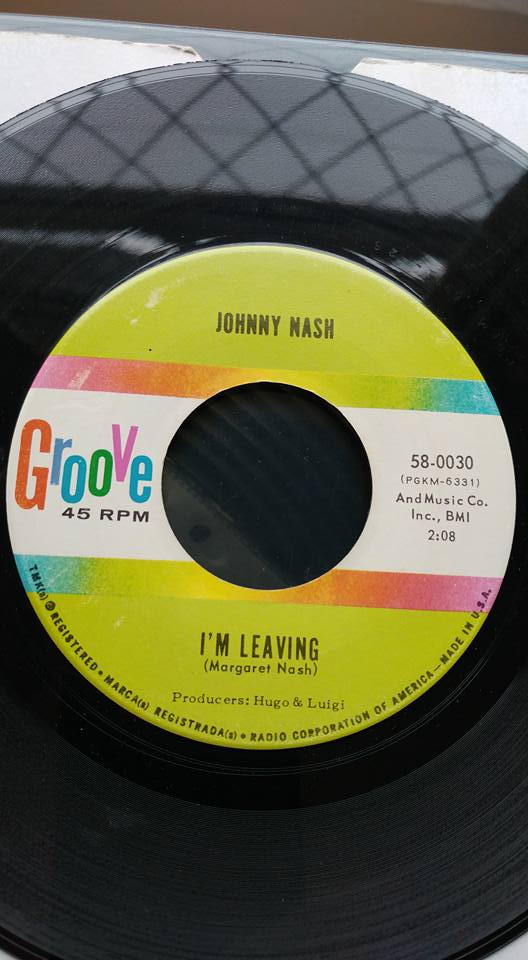 JOHNNY NASH
Groove
45 RPM
58-0030
(PGKM-6331)
And Music Co.
Inc., BMI
2:08
I'M LEAVING
(Margaret Nash)
Producers: Hugo & Luigi
TMK(s) ® REGISTERED • MARCA(s) REGISTRADA(s) • RADIO CORPORATION OF AMERICA—MADE IN U.S.A.